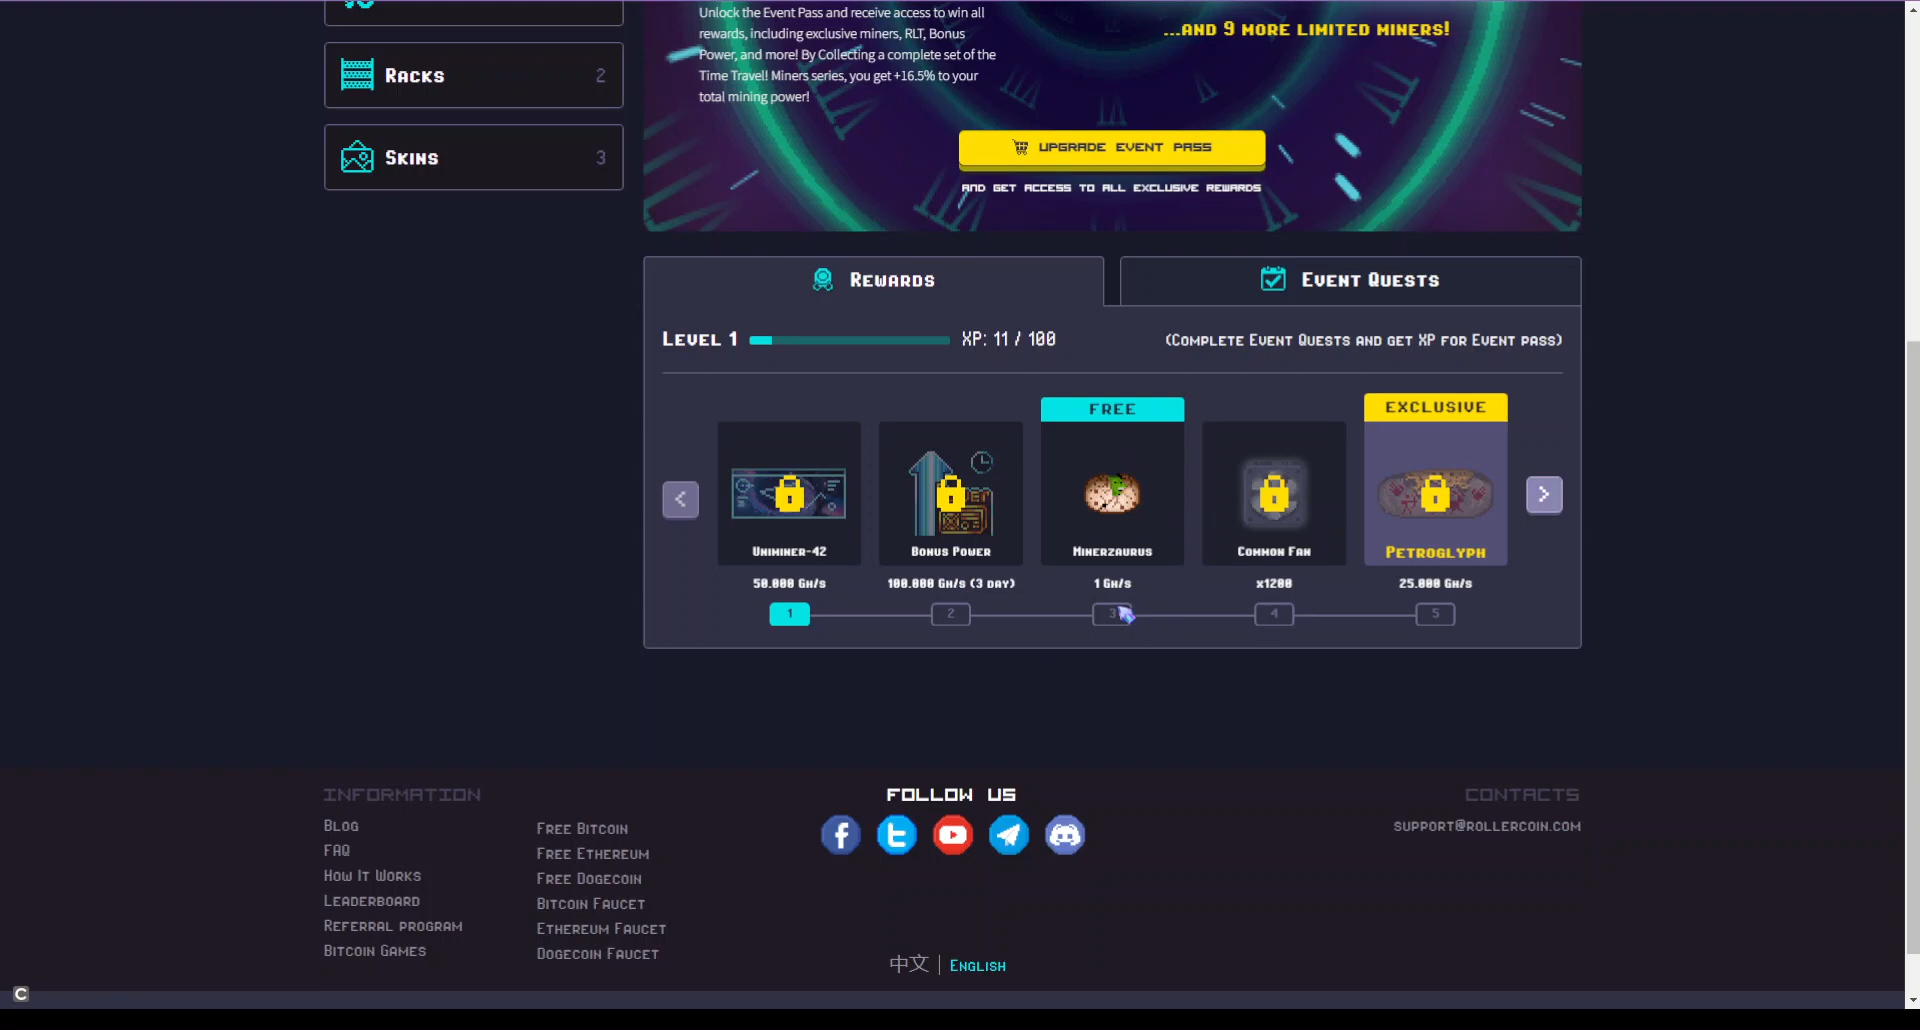 Unlock the Event Pass and receive access to win all
rewards, including exclusive miners, RLT, Bonus
Power, and more! By Collecting a complete set of the
Time Travel! Miners series, you get +16.5% to your
total mining power!
...AND 9 MORE LIMITED MINERS!
Racks 2
Skins 3
UPGRADE EVENT PASS
AND GET ACCESS TO ALL EXCLUSIVE REWARDS
Rewards
Event Quests
Level 1
XP: 11 / 100
(Complete Event Quests and get XP for Event pass)
FREE
EXCLUSIVE
<
>
Uniminer-42
Bonus Power
Minerzaurus
Common Fan
Petroglyph
50.000 Gh/s
100.000 Gh/s (3 day)
1 Gh/s
x1200
25.000 Gh/s
1
2
3
4
5
INFORMATION
Blog
FAQ
How It Works
Leaderboard
Referral program
Bitcoin Games
Free Bitcoin
Free Ethereum
Free Dogecoin
Bitcoin Faucet
Ethereum Faucet
Dogecoin Faucet
FOLLOW US
中文 | English
CONTACTS
support@rollercoin.com
C